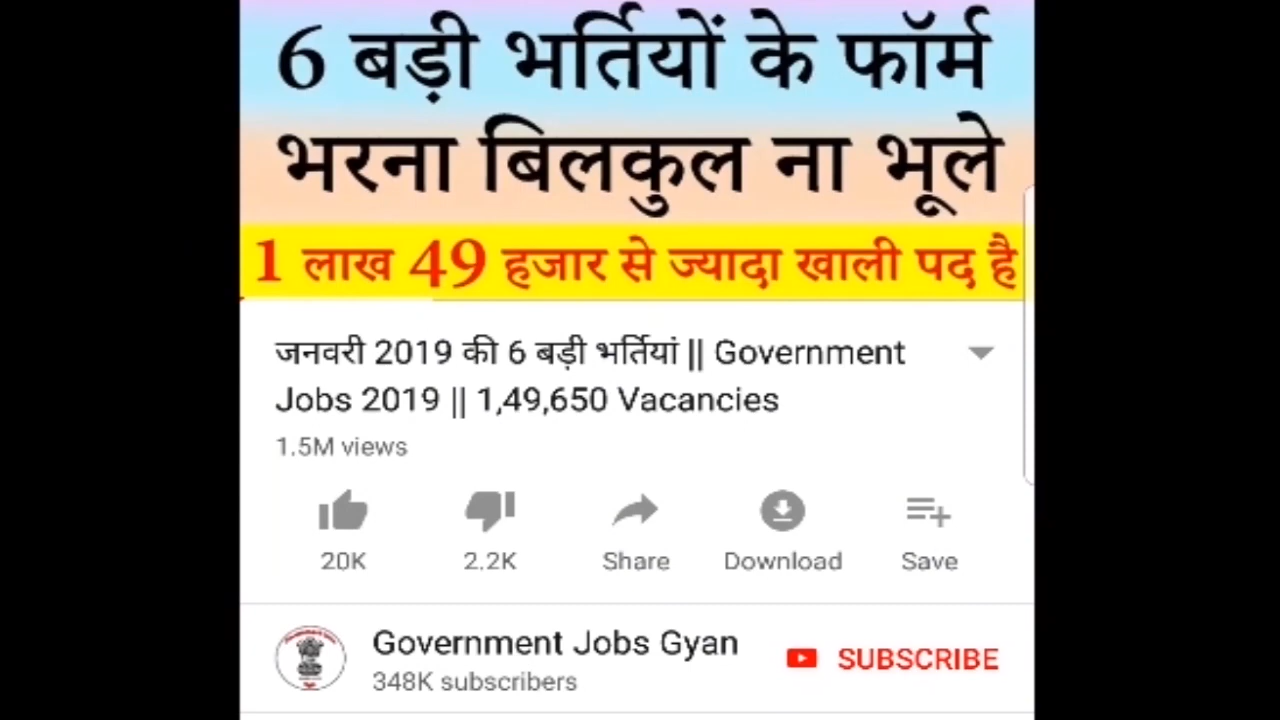 6 बड़ी भर्तियों के फॉर्म
भरना बिलकुल ना भूले
1 लाख 49 हजार से ज्यादा खाली पद है
जनवरी 2019 की 6 बड़ी भर्तियां || Government
Jobs 2019 || 1,49,650 Vacancies
1.5M views
20K 2.2K Share Download Save
Government Jobs Gyan
348K subscribers
SUBSCRIBE